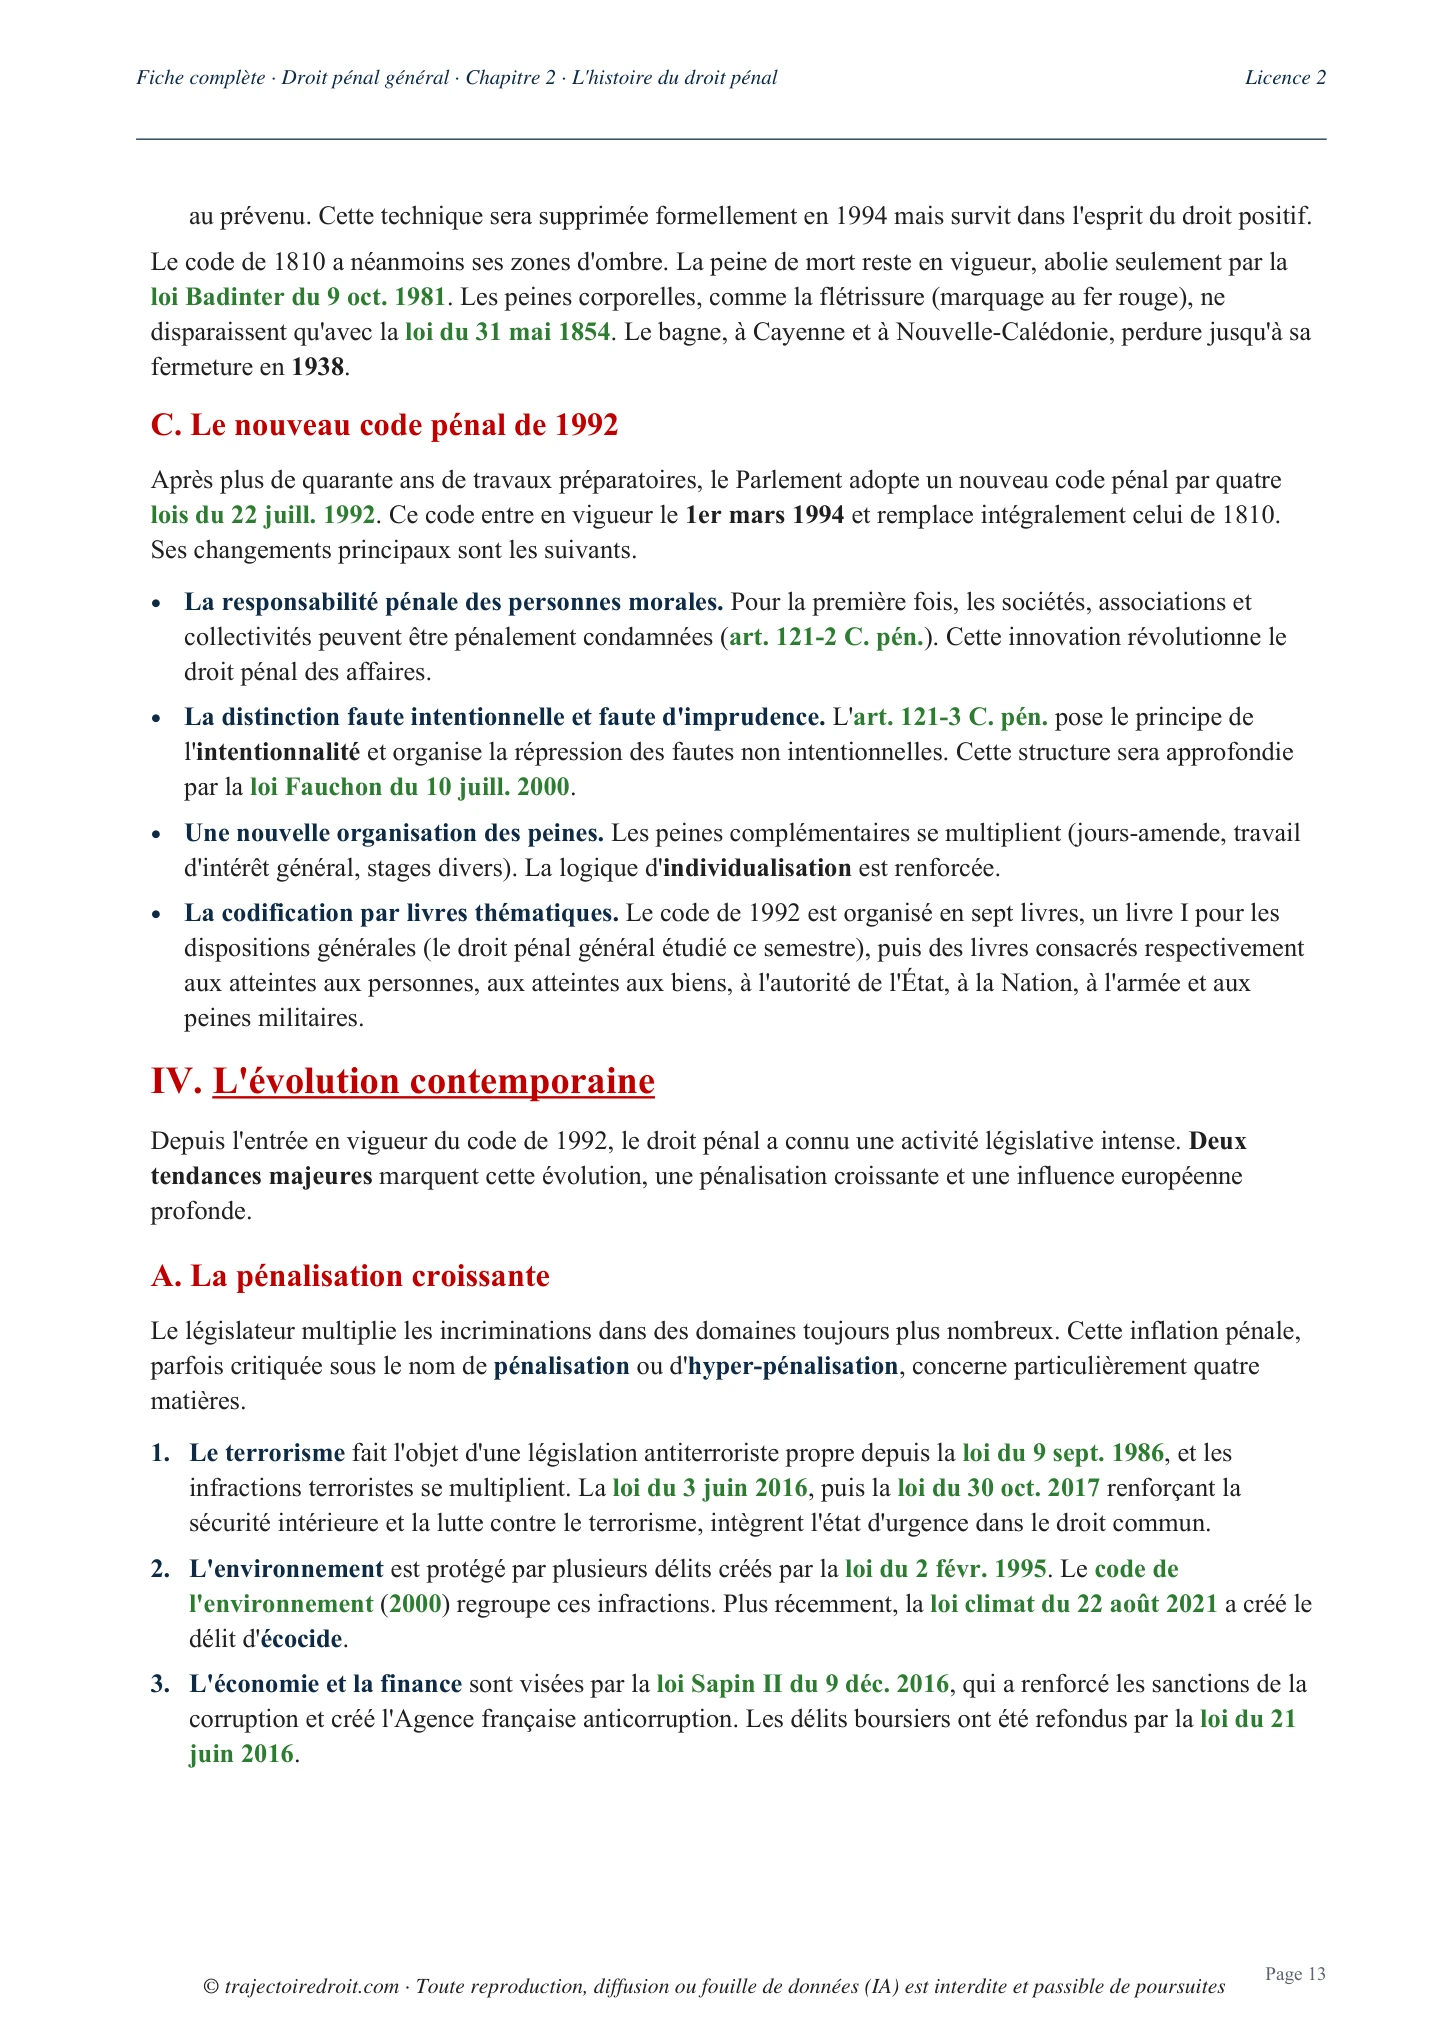 Fiche complète · Droit pénal général · Chapitre 2 · L'histoire du droit pénal Licence 2
au prévenu. Cette technique sera supprimée formellement en 1994 mais survit dans l'esprit du droit positif.
Le code de 1810 a néanmoins ses zones d'ombre. La peine de mort reste en vigueur, abolie seulement par la
loi Badinter du 9 oct. 1981. Les peines corporelles, comme la flétrissure (marquage au fer rouge), ne
disparaissent qu'avec la loi du 31 mai 1854. Le bagne, à Cayenne et à Nouvelle-Calédonie, perdure jusqu'à sa
fermeture en 1938.
C. Le nouveau code pénal de 1992
Après plus de quarante ans de travaux préparatoires, le Parlement adopte un nouveau code pénal par quatre
lois du 22 juill. 1992. Ce code entre en vigueur le 1er mars 1994 et remplace intégralement celui de 1810.
Ses changements principaux sont les suivants.
• La responsabilité pénale des personnes morales. Pour la première fois, les sociétés, associations et
collectivités peuvent être pénalement condamnées (art. 121-2 C. pén.). Cette innovation révolutionne le
droit pénal des affaires.
• La distinction faute intentionnelle et faute d'imprudence. L'art. 121-3 C. pén. pose le principe de
l'intentionnalité et organise la répression des fautes non intentionnelles. Cette structure sera approfondie
par la loi Fauchon du 10 juill. 2000.
• Une nouvelle organisation des peines. Les peines complémentaires se multiplient (jours-amende, travail
d'intérêt général, stages divers). La logique d'individualisation est renforcée.
• La codification par livres thématiques. Le code de 1992 est organisé en sept livres, un livre I pour les
dispositions générales (le droit pénal général étudié ce semestre), puis des livres consacrés respectivement
aux atteintes aux personnes, aux atteintes aux biens, à l'autorité de l'État, à la Nation, à l'armée et aux
peines militaires.
IV. L'évolution contemporaine
Depuis l'entrée en vigueur du code de 1992, le droit pénal a connu une activité législative intense. Deux
tendances majeures marquent cette évolution, une pénalisation croissante et une influence européenne
profonde.
A. La pénalisation croissante
Le législateur multiplie les incriminations dans des domaines toujours plus nombreux. Cette inflation pénale,
parfois critiquée sous le nom de pénalisation ou d'hyper-pénalisation, concerne particulièrement quatre
matières.
1. Le terrorisme fait l'objet d'une législation antiterroriste propre depuis la loi du 9 sept. 1986, et les
infractions terroristes se multiplient. La loi du 3 juin 2016, puis la loi du 30 oct. 2017 renforçant la
sécurité intérieure et la lutte contre le terrorisme, intègrent l'état d'urgence dans le droit commun.
2. L'environnement est protégé par plusieurs délits créés par la loi du 2 févr. 1995. Le code de
l'environnement (2000) regroupe ces infractions. Plus récemment, la loi climat du 22 août 2021 a créé le
délit d'écocide.
3. L'économie et la finance sont visées par la loi Sapin II du 9 déc. 2016, qui a renforcé les sanctions de la
corruption et créé l'Agence française anticorruption. Les délits boursiers ont été refondus par la loi du 21
juin 2016.
© trajectoiredroit.com · Toute reproduction, diffusion ou fouille de données (IA) est interdite et passible de poursuites Page 13